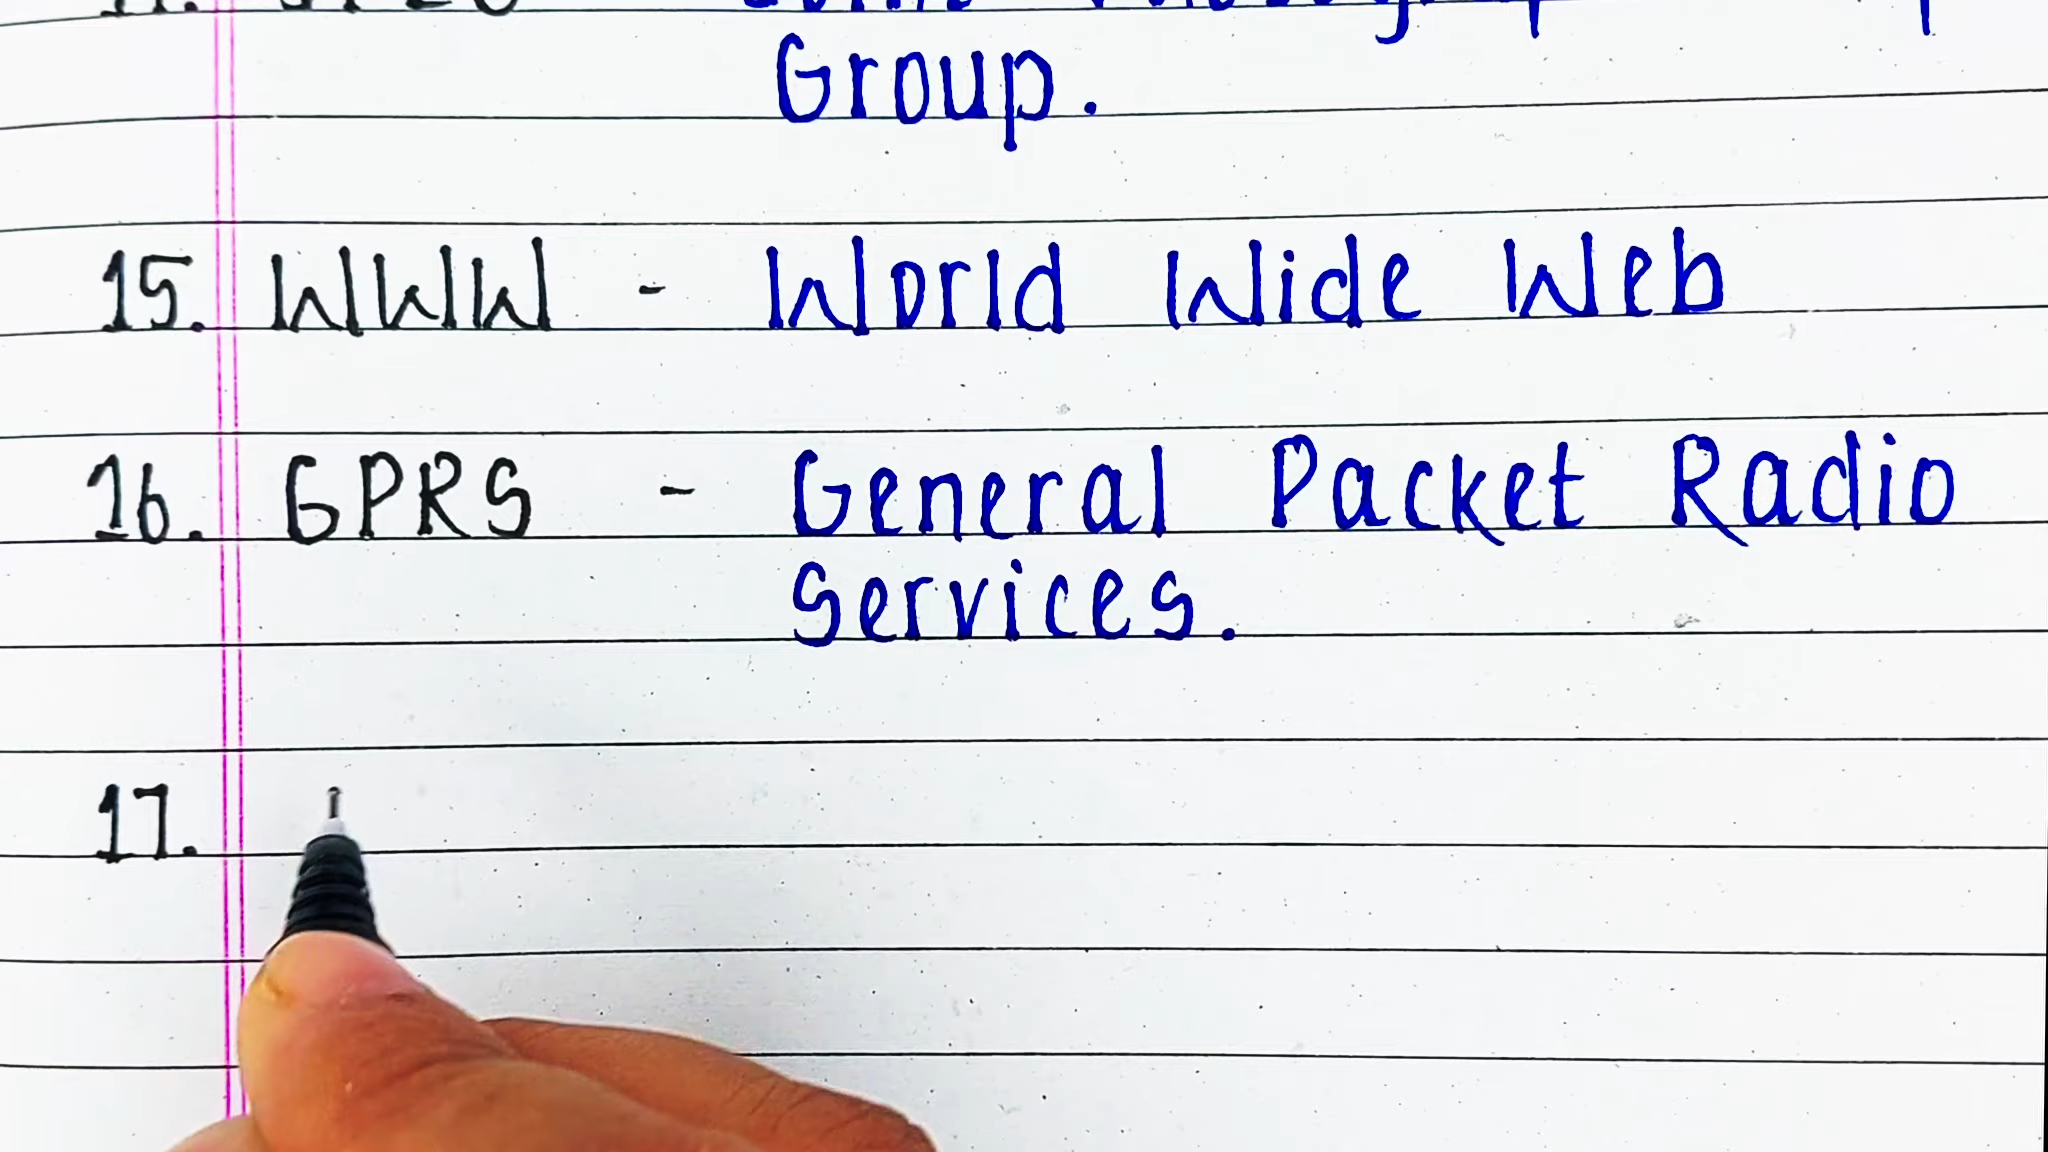 Group.
15. WWW - World Wide Web
16. GPRS - General Packet Radio
Services.
17.